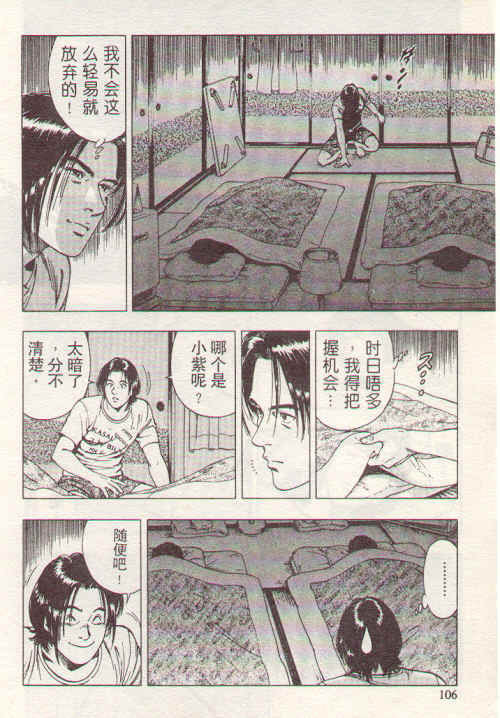 我不会这
么轻易就
放弃的！
时日唔多
，我得把
握机会…
哪个是
小紫呢？
太暗了
，分不
清楚。
………
随便吧！
106